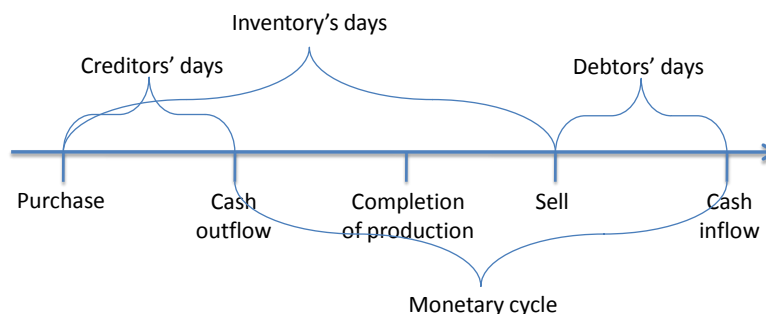 Inventory's days
Creditors' days
Debtors' days
Purchase
Cash
outflow
Completion
of production
Sell
Cash
inflow
Monetary cycle